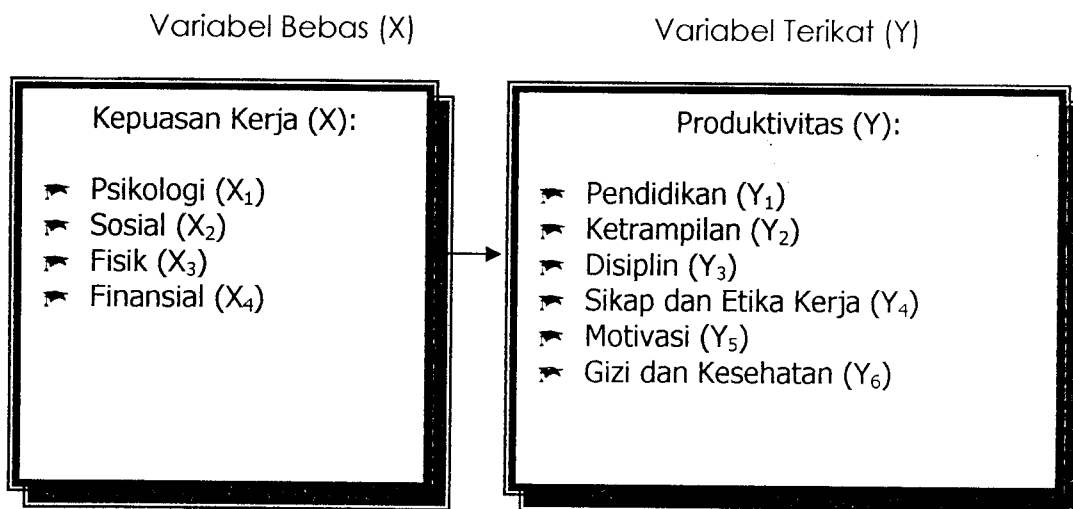 Variabel Bebas (X)
Variabel Terikat (Y)
Kepuasan Kerja (X):
Psikologi (X₁)
Sosial (X₂)
Fisik (X₃)
Finansial (X₄)
Produktivitas (Y):
Pendidikan (Y₁)
Ketrampilan (Y₂)
Disiplin (Y₃)
Sikap dan Etika Kerja (Y₄)
Motivasi (Y₅)
Gizi dan Kesehatan (Y₆)